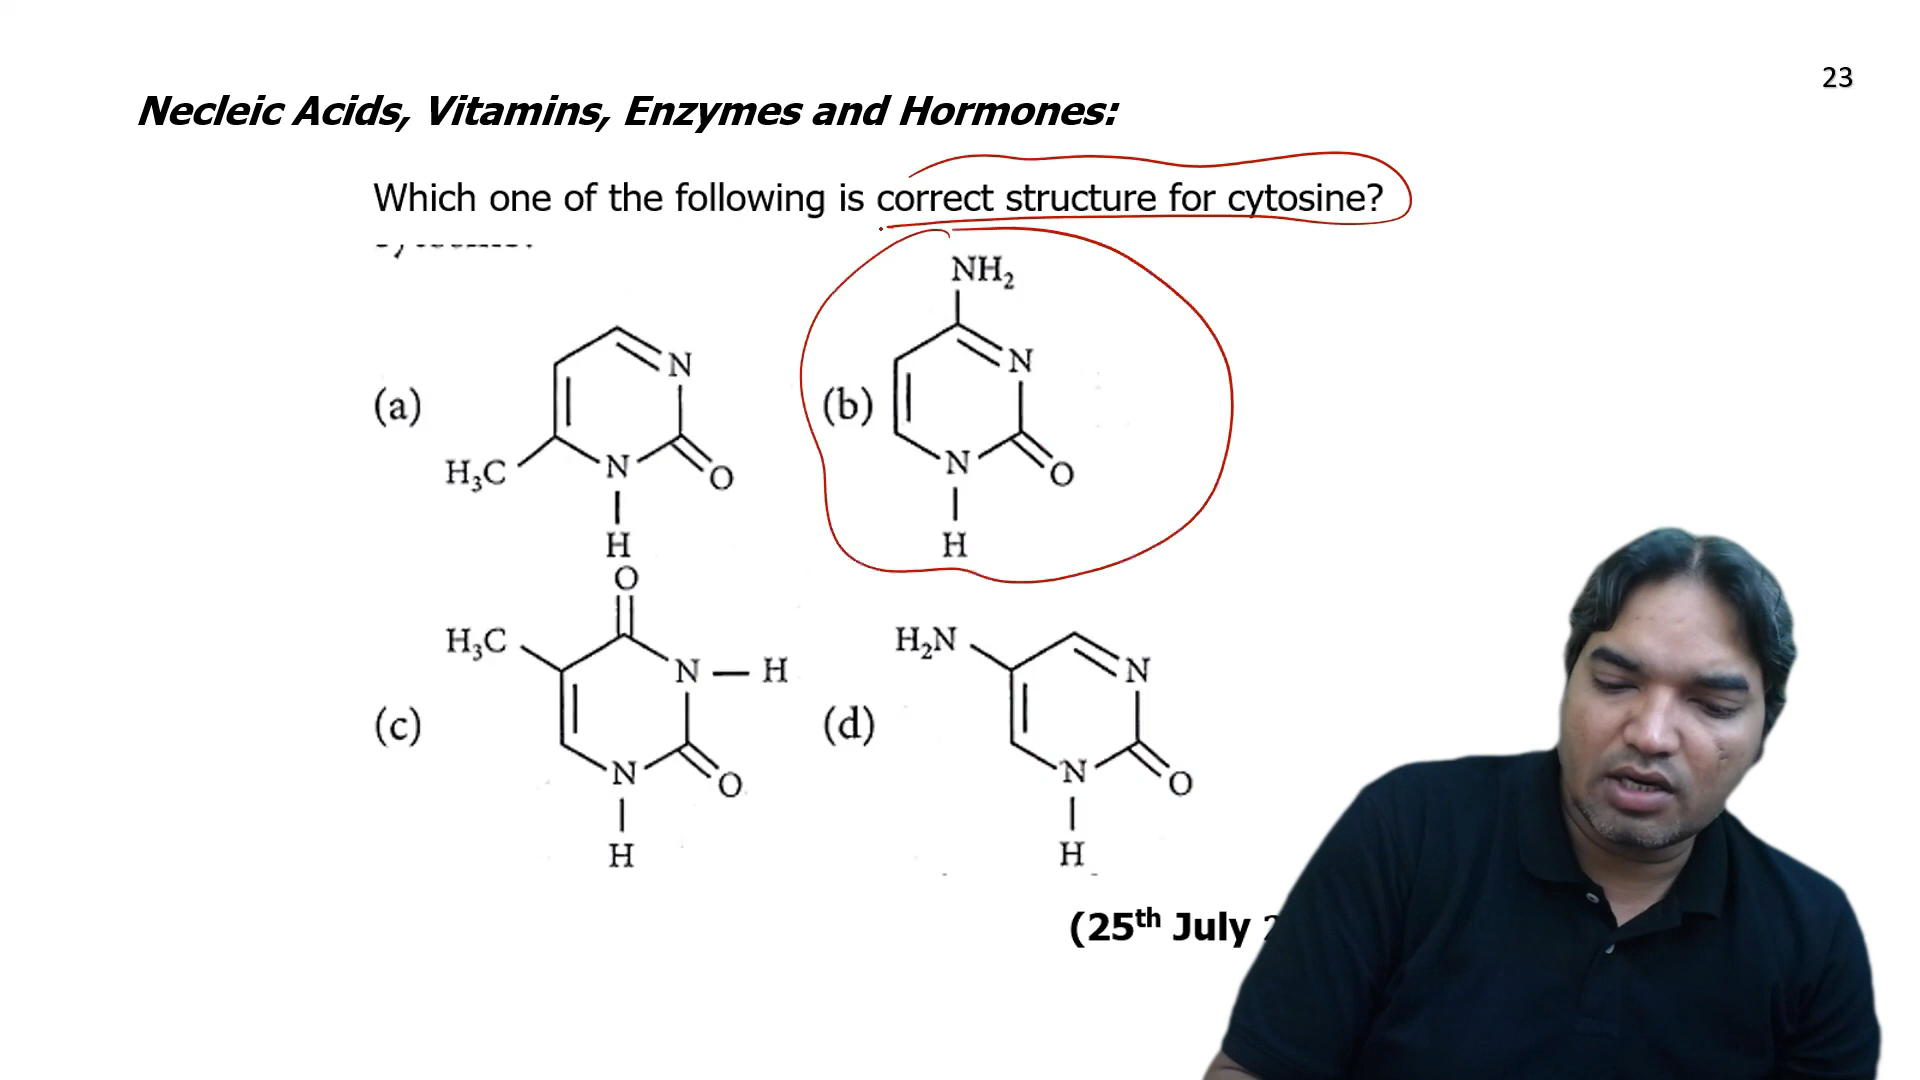 23
Necleic Acids, Vitamins, Enzymes and Hormones:
Which one of the following is correct structure for cytosine?
NH₂
N
(a)
H₃C
N
O
H
(b)
N
N
O
H
O
H₃C
N — H
(c)
N
O
H
H₂N
N
(d)
N
O
H
(25th July